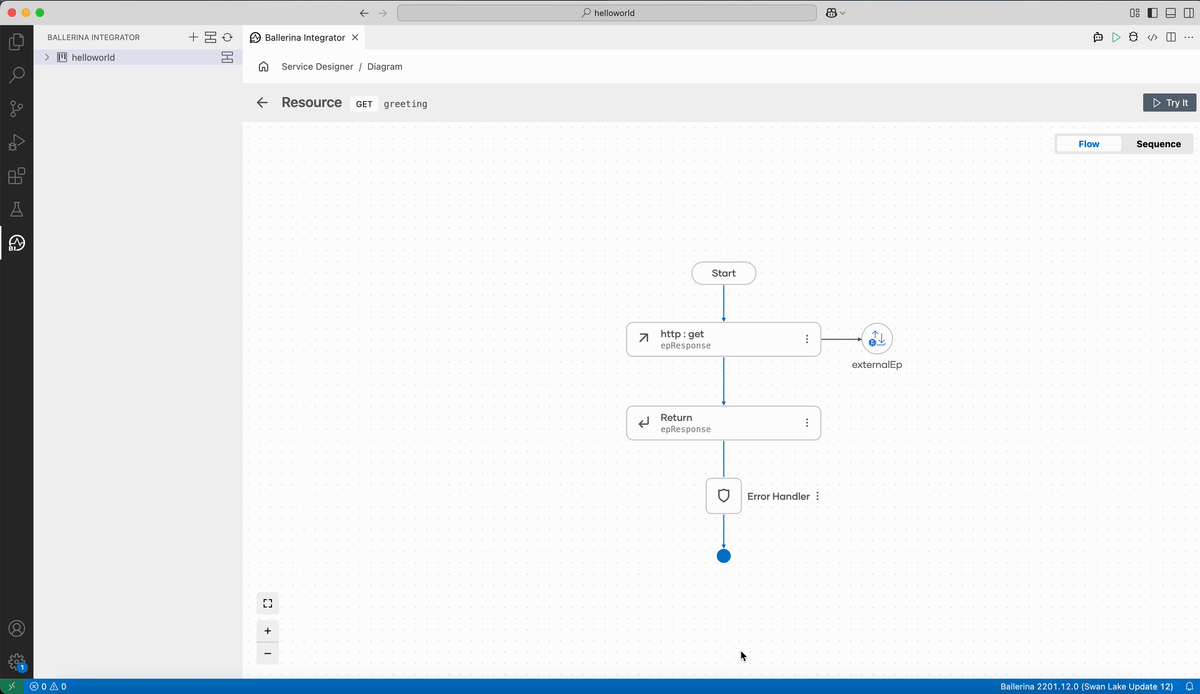 helloworld
BALLERINA INTEGRATOR
helloworld
Ballerina Integrator
Service Designer / Diagram
Resource GET greeting
Try It
Flow Sequence
Start
http : get
epResponse
externalEp
Return
epResponse
Error Handler
BI
1
0 0
Ballerina 2201.12.0 (Swan Lake Update 12)